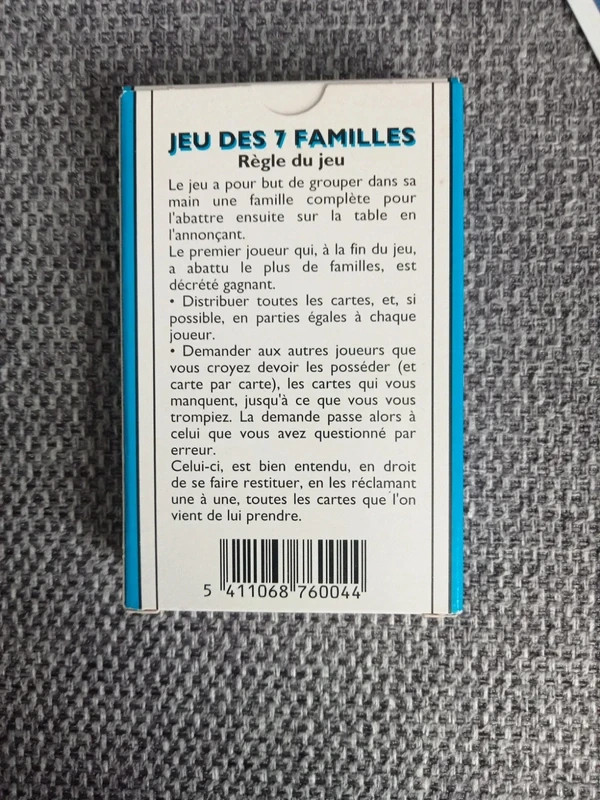 JEU DES 7 FAMILLES
Règle du jeu
Le jeu a pour but de grouper dans sa
main une famille complète pour
l'abattre ensuite sur la table en
l'annonçant.
Le premier joueur qui, à la fin du jeu,
a abattu le plus de familles, est
décrété gagnant.
• Distribuer toutes les cartes, et, si
possible, en parties égales à chaque
joueur.
• Demander aux autres joueurs que
vous croyez devoir les posséder (et
carte par carte), les cartes qui vous
manquent, jusqu'à ce que vous vous
trompiez. La demande passe alors à
celui que vous avez questionné par
erreur.
Celui-ci, est bien entendu, en droit
de se faire restituer, en les réclamant
une à une, toutes les cartes que l'on
vient de lui prendre.
5 411068 760044